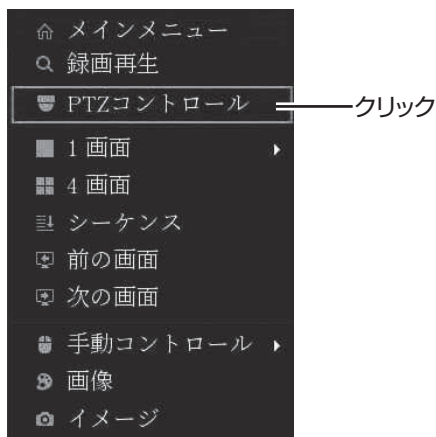 メインメニュー
録画再生
PTZコントロール
クリック
1 画面
4 画面
シーケンス
前の画面
次の画面
手動コントロール
画像
イメージ